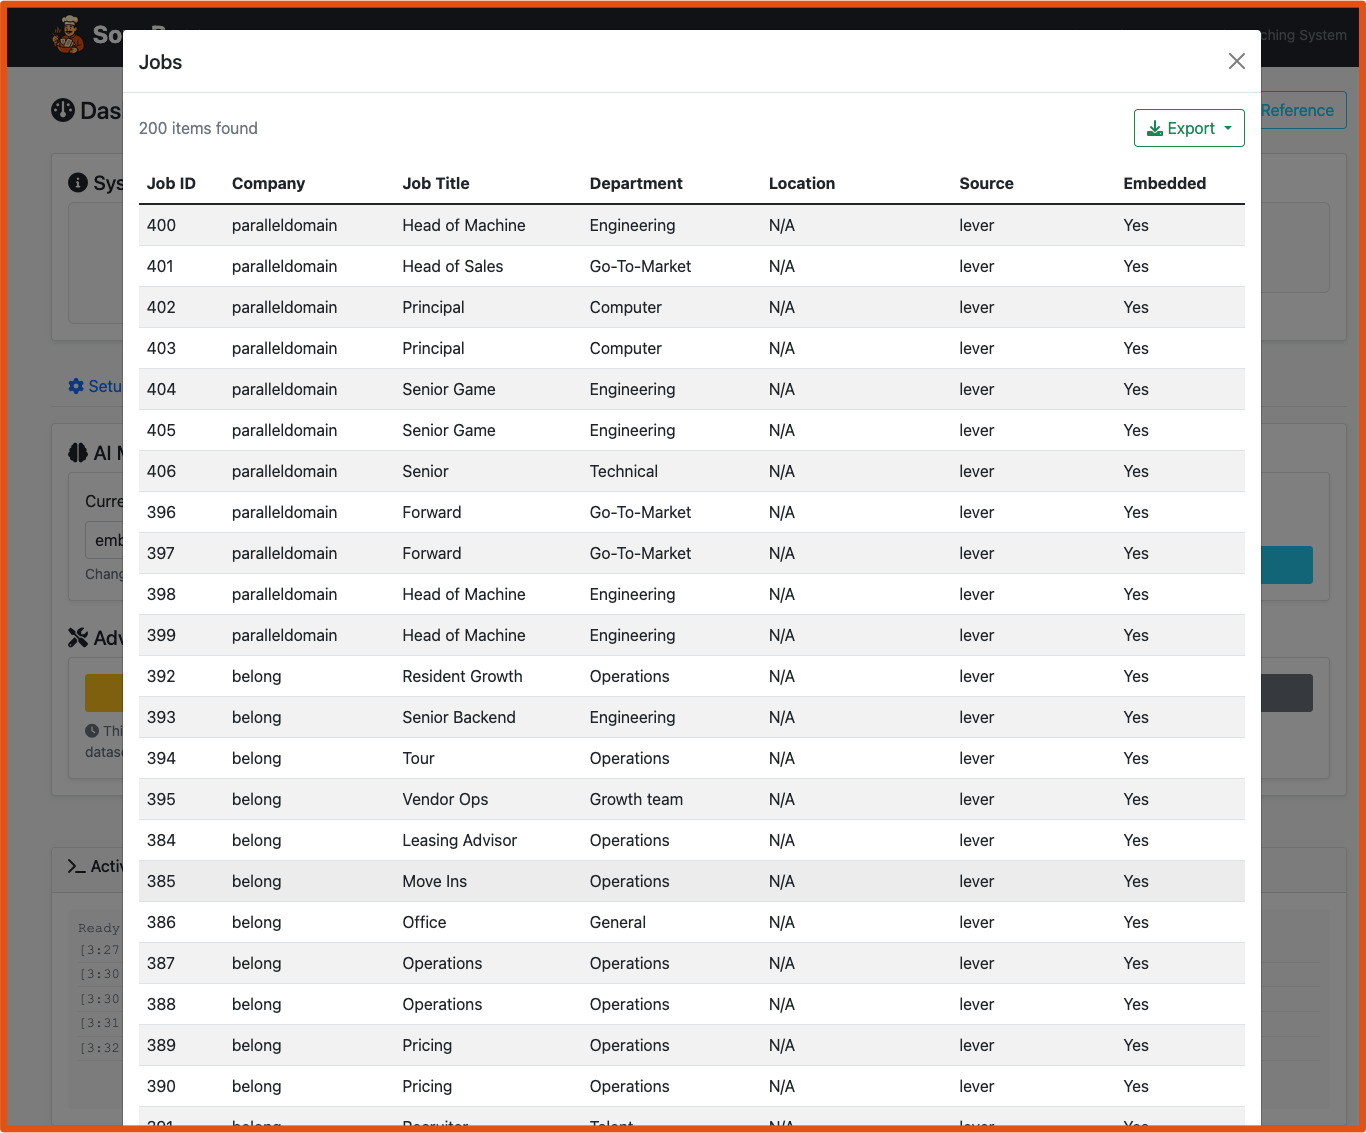 Jobs
ching System
Das
Reference
200 items found
Export
Job ID Company Job Title Department Location Source Embedded
400 paralleldomain Head of Machine Engineering N/A lever Yes
401 paralleldomain Head of Sales Go-To-Market N/A lever Yes
402 paralleldomain Principal Computer N/A lever Yes
403 paralleldomain Principal Computer N/A lever Yes
404 paralleldomain Senior Game Engineering N/A lever Yes
405 paralleldomain Senior Game Engineering N/A lever Yes
406 paralleldomain Senior Technical N/A lever Yes
396 paralleldomain Forward Go-To-Market N/A lever Yes
397 paralleldomain Forward Go-To-Market N/A lever Yes
398 paralleldomain Head of Machine Engineering N/A lever Yes
399 paralleldomain Head of Machine Engineering N/A lever Yes
392 belong Resident Growth Operations N/A lever Yes
393 belong Senior Backend Engineering N/A lever Yes
394 belong Tour Operations N/A lever Yes
395 belong Vendor Ops Growth team N/A lever Yes
384 belong Leasing Advisor Operations N/A lever Yes
385 belong Move Ins Operations N/A lever Yes
386 belong Office General N/A lever Yes
387 belong Operations Operations N/A lever Yes
388 belong Operations Operations N/A lever Yes
389 belong Pricing Operations N/A lever Yes
390 belong Pricing Operations N/A lever Yes
391 belong Recruiter Talent N/A lever Yes
Sys
Setu
AI M
Curre
emb
Chang
Adv
Thi
datase
Activ
Ready
[3:27
[3:30
[3:30
[3:31
[3:32